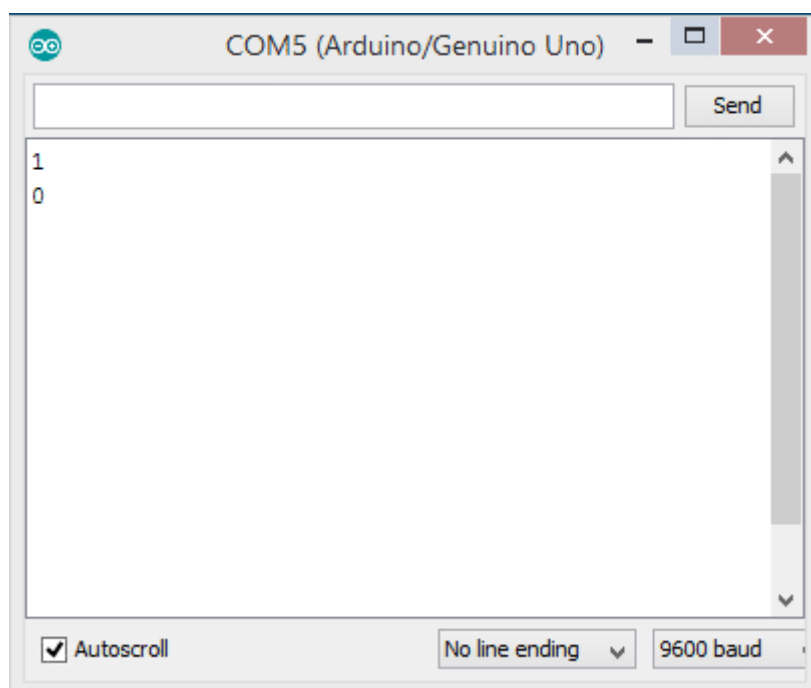 COM5 (Arduino/Genuino Uno)
Send
1
0
Autoscroll
No line ending
9600 baud